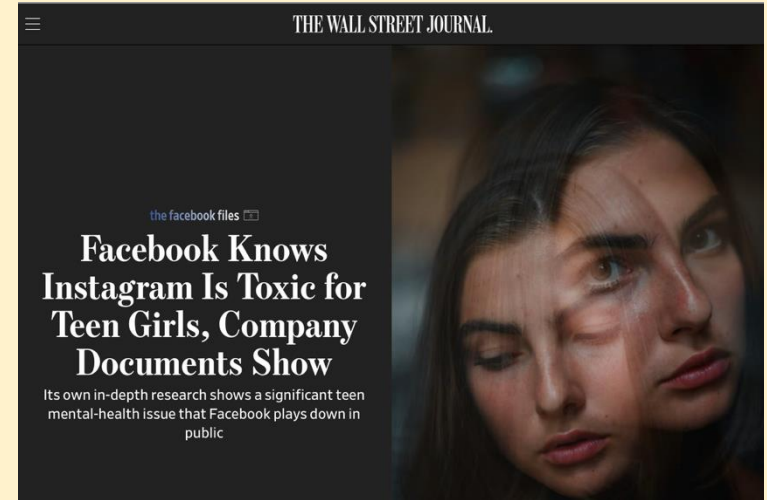 THE WALL STREET JOURNAL.
the facebook files
Facebook Knows
Instagram Is Toxic for
Teen Girls, Company
Documents Show
Its own in-depth research shows a significant teen
mental-health issue that Facebook plays down in
public